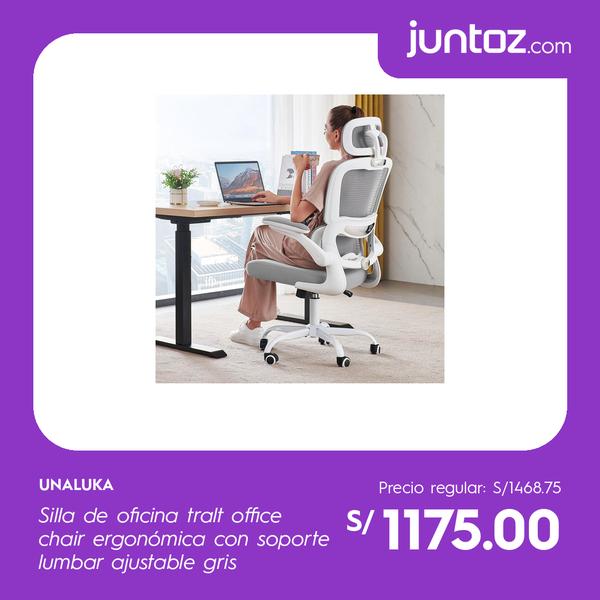 juntoz.com
UNALUKA
Silla de oficina tralt office
chair ergonómica con soporte
lumbar ajustable gris
Precio regular: S/1468.75
S/ 1175.00